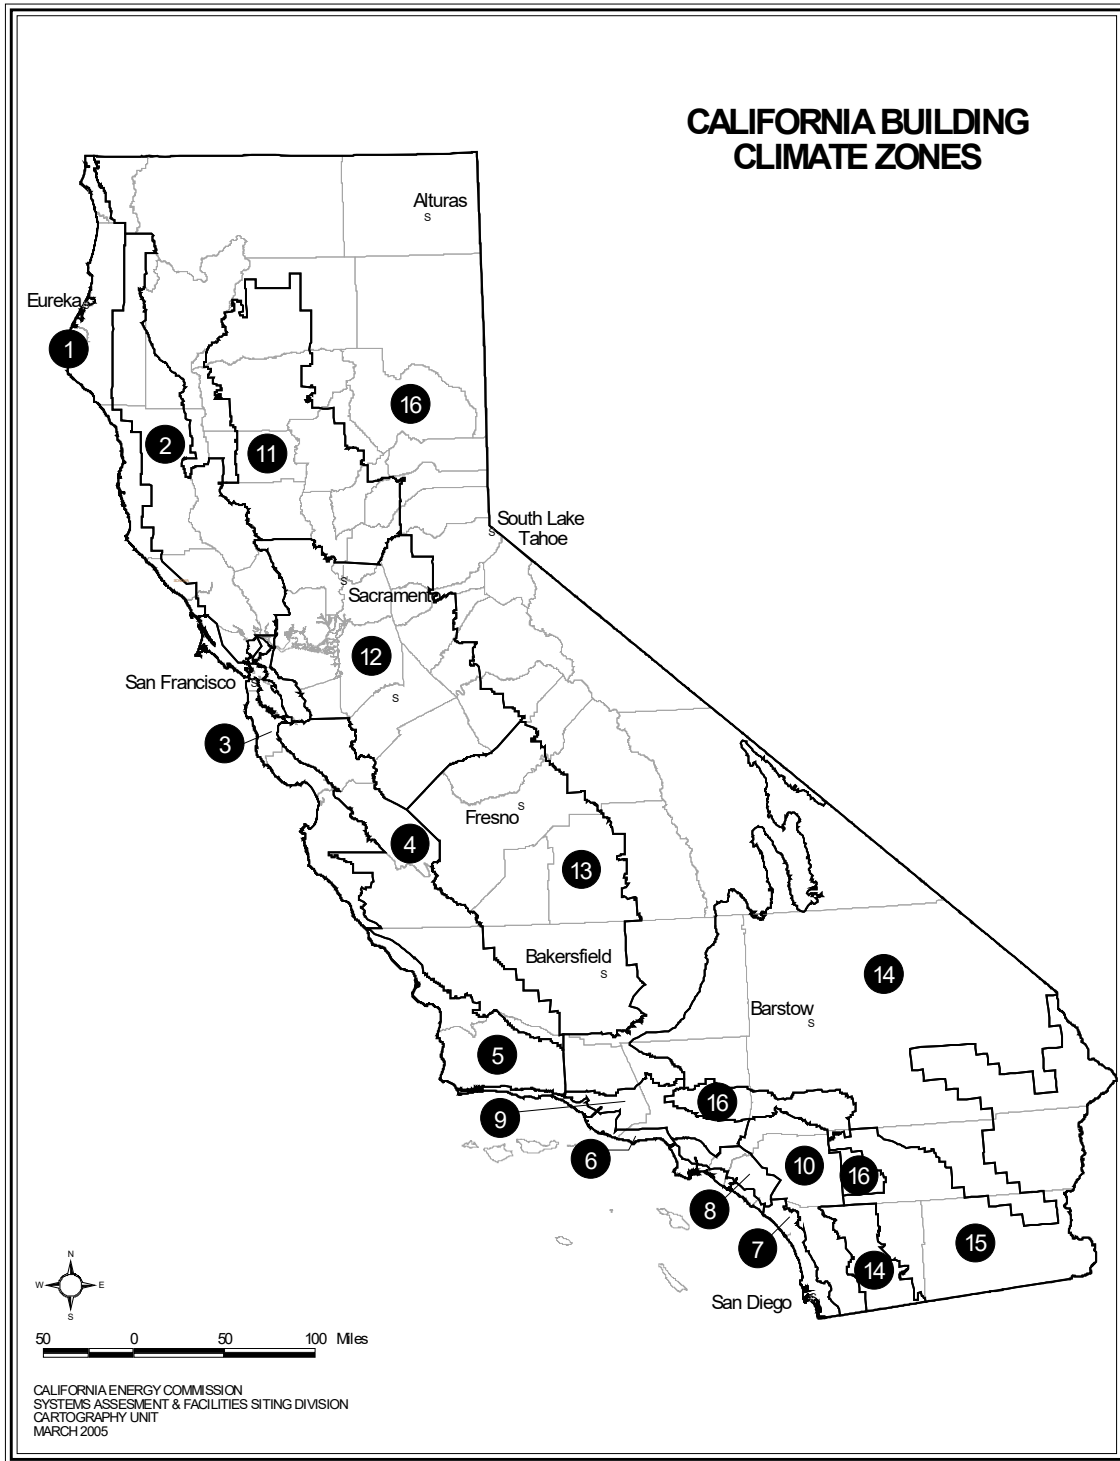 CALIFORNIA BUILDING
CLIMATE ZONES
Alturas
S
Eureka
S
1
16
2
11
South Lake
Tahoe
S
S
Sacramento
12
San Francisco
S
S
3
Fresno
S
4
13
Bakersfield
S
14
Barstow
S
5
16
9
6
10
16
8
7
15
14
San Diego
S
N
W
E
S
50
0
50
100 Miles
CALIFORNIA ENERGY COMMISSION
SYSTEMS ASSESMENT & FACILITIES SITING DIVISION
CARTOGRAPHY UNIT
MARCH 2005